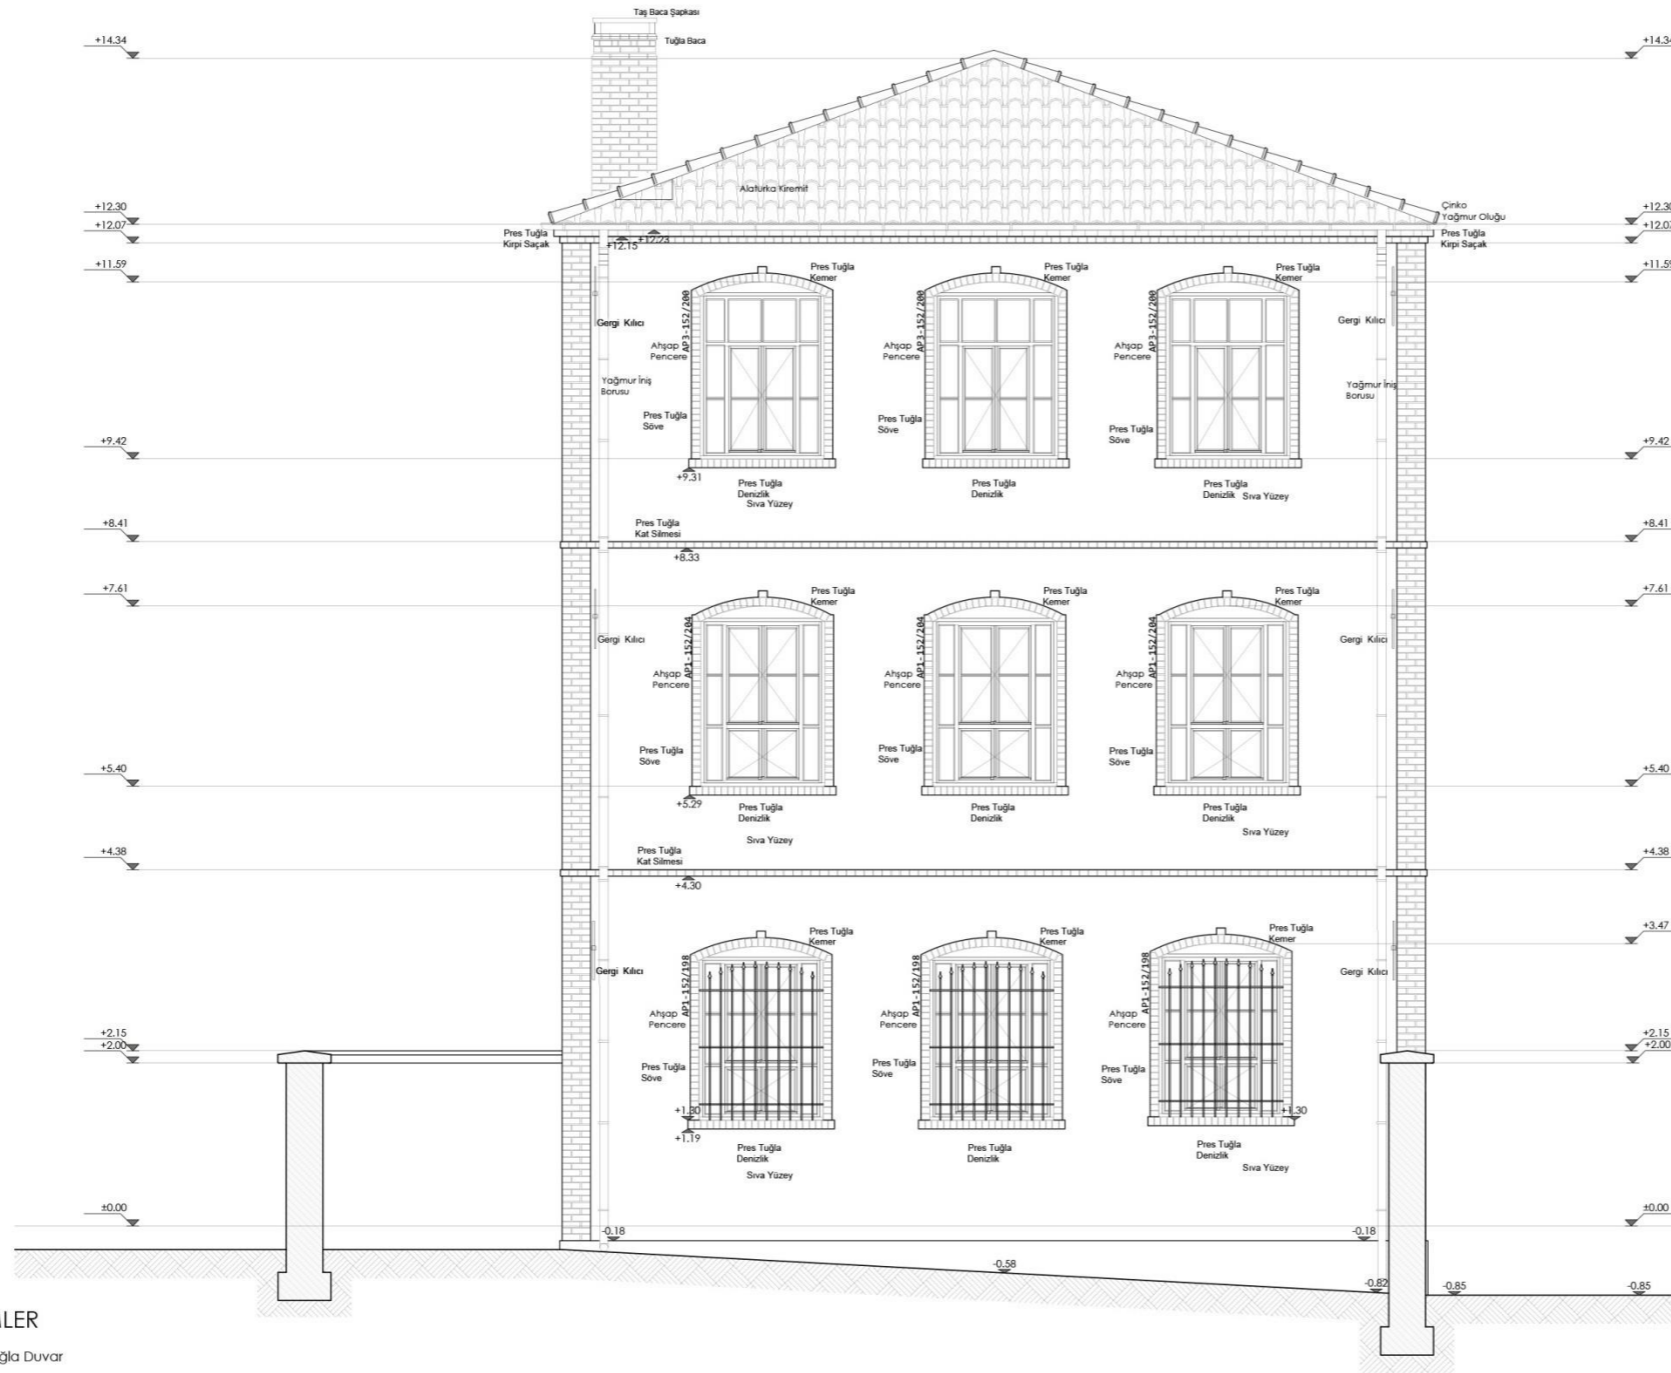 Taş Baca Şapkası
+14.34
Tuğla Baca
+14.34
Alaturka Kiremit
+12.30
Çinko
Yağmur Oluğu
+12.30
+12.07
Pres Tuğla
Kirpi Saçak
+12.15
+12.23
Pres Tuğla
Kirpi Saçak
+12.07
+11.59
Pres Tuğla
Kemer
Pres Tuğla
Kemer
Pres Tuğla
Kemer
+11.59
Gergi Kılıcı
AP3-152/200
AP3-152/200
AP3-152/200
Gergi Kılıcı
Ahşap
Pencere
Ahşap
Pencere
Ahşap
Pencere
Yağmur İniş
Borusu
Yağmur İniş
Borusu
Pres Tuğla
Söve
Pres Tuğla
Söve
Pres Tuğla
Söve
+9.42
+9.42
+9.31
Pres Tuğla
Denizlik
Sıva Yüzey
Pres Tuğla
Denizlik
Pres Tuğla
Denizlik
Sıva Yüzey
+8.41
Pres Tuğla
Kat Silmesi
+8.41
+8.33
+7.61
Pres Tuğla
Kemer
Pres Tuğla
Kemer
Pres Tuğla
Kemer
+7.61
Gergi Kılıcı
AP1-152/204
AP1-152/204
AP1-152/204
Gergi Kılıcı
Ahşap
Pencere
Ahşap
Pencere
Ahşap
Pencere
Pres Tuğla
Söve
Pres Tuğla
Söve
Pres Tuğla
Söve
+5.40
+5.40
+5.29
Pres Tuğla
Denizlik
Pres Tuğla
Denizlik
Pres Tuğla
Denizlik
Sıva Yüzey
Sıva Yüzey
+4.38
Pres Tuğla
Kat Silmesi
+4.38
+4.30
Pres Tuğla
Kemer
Pres Tuğla
Kemer
Pres Tuğla
Kemer
+3.47
Gergi Kılıcı
AP1-152/198
AP1-152/198
AP1-152/198
Gergi Kılıcı
Ahşap
Pencere
Ahşap
Pencere
Ahşap
Pencere
+2.15
+2.00
+2.15
+2.00
Pres Tuğla
Söve
Pres Tuğla
Söve
Pres Tuğla
Söve
+1.30
+1.30
+1.19
Pres Tuğla
Denizlik
Pres Tuğla
Denizlik
Pres Tuğla
Denizlik
Sıva Yüzey
Sıva Yüzey
±0.00
±0.00
-0.18
-0.18
-0.58
-0.82
-0.85
-0.85
MLER
ğla Duvar